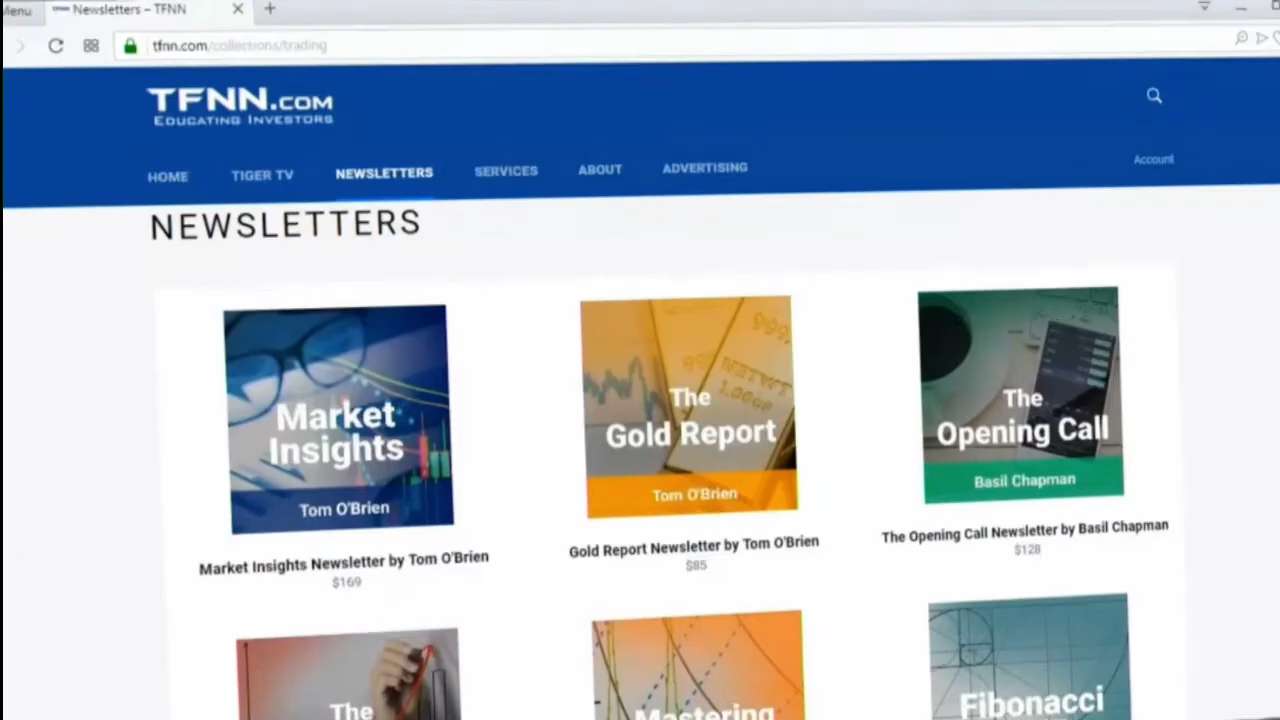 Menu
Newsletters – TFNN
tfnn.com/collections/trading
TFNN.COM
EDUCATING INVESTORS
HOME
TIGER TV
NEWSLETTERS
SERVICES
ABOUT
ADVERTISING
Account
NEWSLETTERS
Market
Insights
Tom O'Brien
Market Insights Newsletter by Tom O'Brien
$169
The
Gold Report
Tom O'Brien
Gold Report Newsletter by Tom O'Brien
$85
The
Opening Call
Basil Chapman
The Opening Call Newsletter by Basil Chapman
$128
The
Mastering
Fibonacci